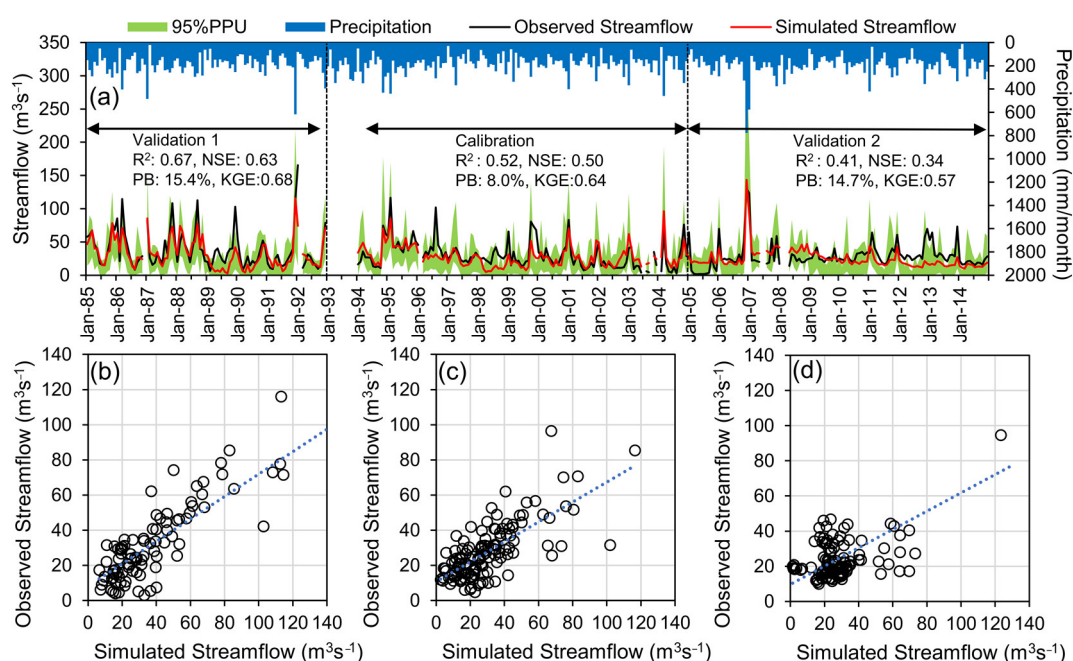 95%PPU Precipitation Observed Streamflow Simulated Streamflow
350
300
250
200
150
100
50
0
Streamflow (m³s⁻¹)
(a)
Validation 1
R²: 0.67, NSE: 0.63
PB: 15.4%, KGE:0.68
Calibration
R² : 0.52, NSE: 0.50
PB: 8.0%, KGE:0.64
Validation 2
R² : 0.41, NSE: 0.34
PB: 14.7%, KGE:0.57
0
200
400
600
800
1000
1200
1400
1600
1800
2000
Precipitation (mm/month)
Jan-85
Jan-86
Jan-87
Jan-88
Jan-89
Jan-90
Jan-91
Jan-92
Jan-93
Jan-94
Jan-95
Jan-96
Jan-97
Jan-98
Jan-99
Jan-00
Jan-01
Jan-02
Jan-03
Jan-04
Jan-05
Jan-06
Jan-07
Jan-08
Jan-09
Jan-10
Jan-11
Jan-12
Jan-13
Jan-14
(b)
140
120
100
80
60
40
20
0
Observed Streamflow (m³s⁻¹)
0 20 40 60 80 100 120 140
Simulated Streamflow (m³s⁻¹)
(c)
140
120
100
80
60
40
20
0
Observed Streamflow (m³s⁻¹)
0 20 40 60 80 100 120 140
Simulated Streamflow (m³s⁻¹)
(d)
140
120
100
80
60
40
20
0
Observed Streamflow (m³s⁻¹)
0 20 40 60 80 100 120 140
Simulated Streamflow (m³s⁻¹)